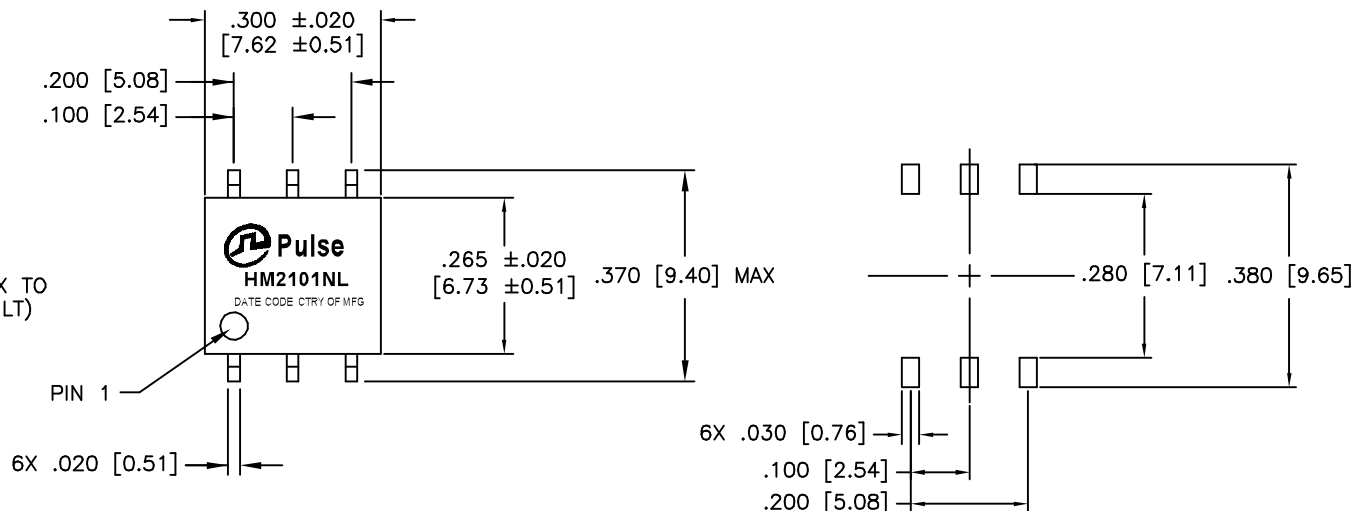 .300 ±.020
[7.62 ±0.51]
.200 [5.08]
.100 [2.54]
Pulse
HM2101NL
DATE CODE CTRY OF MFG
.265 ±.020
[6.73 ±0.51]
.370 [9.40] MAX
X TO
LT)
PIN 1
6X .020 [0.51]
.280 [7.11]
.380 [9.65]
6X .030 [0.76]
.100 [2.54]
.200 [5.08]